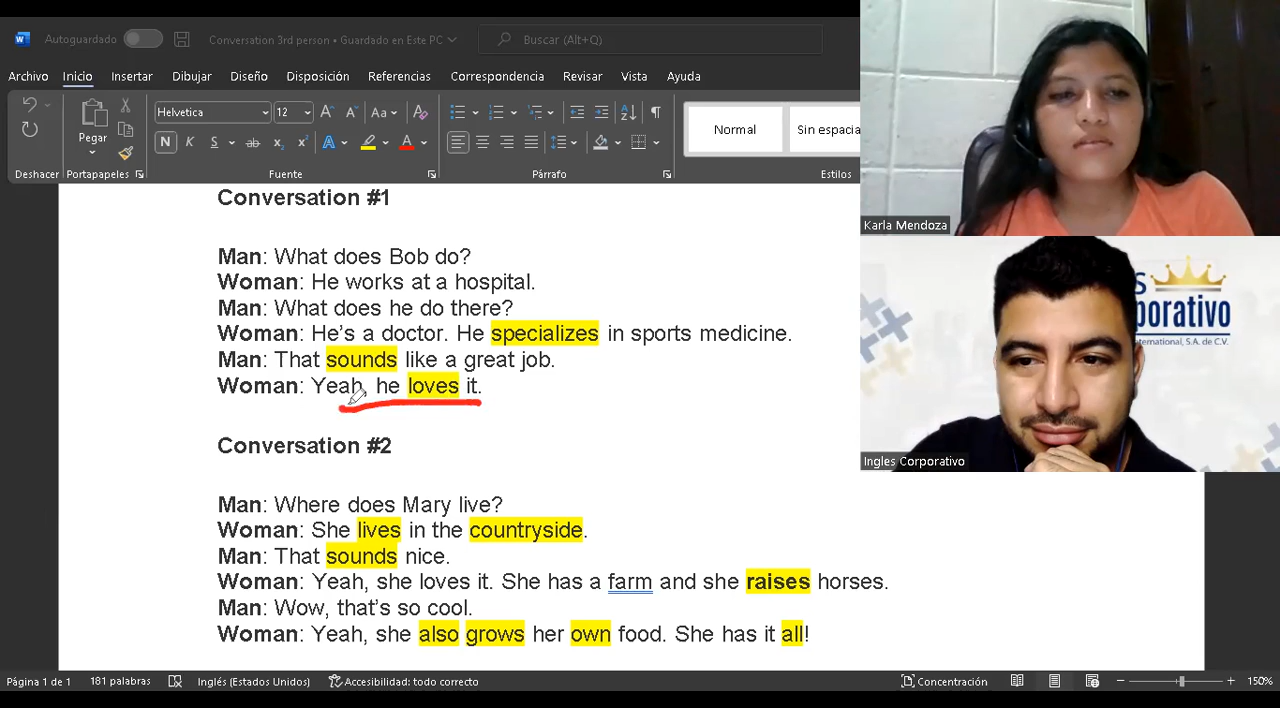 Autoguardado
Conversation 3rd person • Guardado en Este PC
Buscar (Alt+Q)
Archivo Inicio Insertar Dibujar Diseño Disposición Referencias Correspondencia Revisar Vista Ayuda
Pegar
Helvetica 12
N K S ab x₂ x²
Normal
Sin espacia
Deshacer Portapapeles Fuente Párrafo Estilos
Conversation #1
Man: What does Bob do?
Woman: He works at a hospital.
Man: What does he do there?
Woman: He's a doctor. He specializes in sports medicine.
Man: That sounds like a great job.
Woman: Yeah, he loves it.
Conversation #2
Man: Where does Mary live?
Woman: She lives in the countryside.
Man: That sounds nice.
Woman: Yeah, she loves it. She has a farm and she raises horses.
Man: Wow, that's so cool.
Woman: Yeah, she also grows her own food. She has it all!
Página 1 de 1 181 palabras Inglés (Estados Unidos) Accesibilidad: todo correcto Concentración 150%
Karla Mendoza
S
porativo
International, S.A. de C.V.
Ingles Corporativo